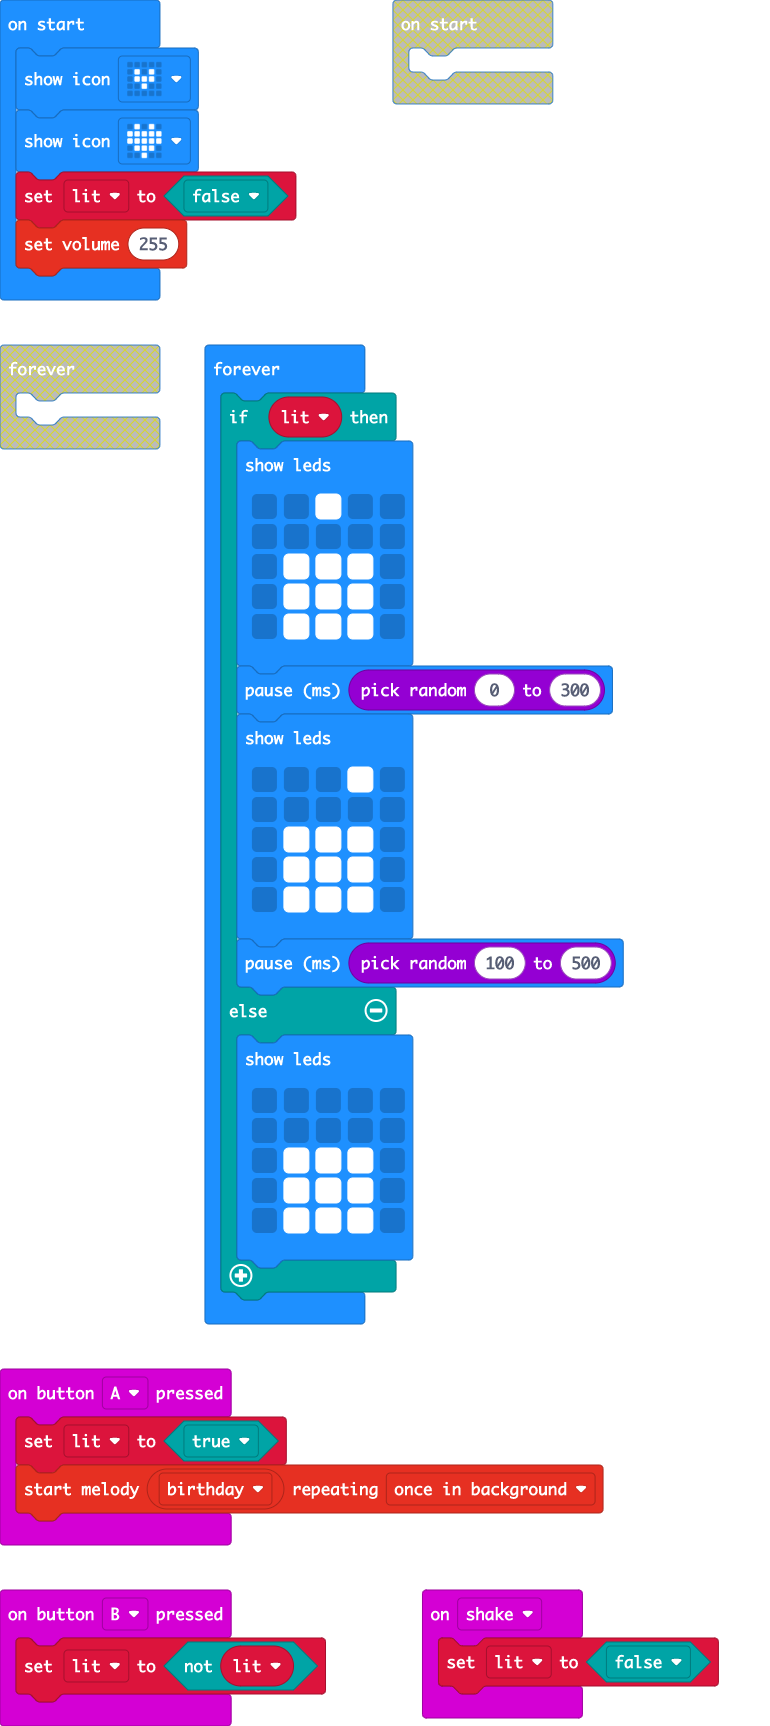 on start
on start
show icon
show icon
set lit to false
set volume 255
forever
forever
if lit then
show leds
pause (ms) pick random 0 to 300
show leds
pause (ms) pick random 100 to 500
else
show leds
on button A pressed
set lit to true
start melody birthday repeating once in background
on button B pressed
set lit to not lit
on shake
set lit to false